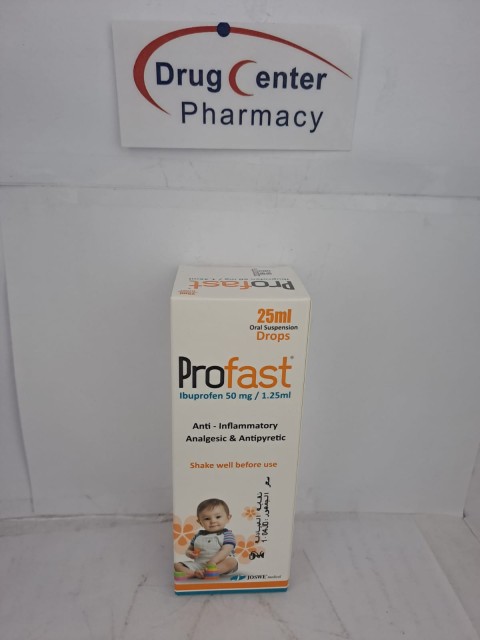 Drug Center
Pharmacy
Profast
25ml
Oral Suspension
Drops
Profast®
Ibuprofen 50 mg / 1.25ml
Anti - Inflammatory
Analgesic & Antipyretic
Shake well before use
JOSWE medical